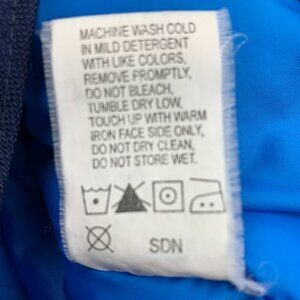 MACHINE WASH COLD
IN MILD DETERGENT
WITH LIKE COLORS,
REMOVE PROMPTLY,
DO NOT BLEACH,
TUMBLE DRY LOW,
TOUCH UP WITH WARM
IRON FACE SIDE ONLY,
DO NOT DRY CLEAN,
DO NOT STORE WET.
SDN